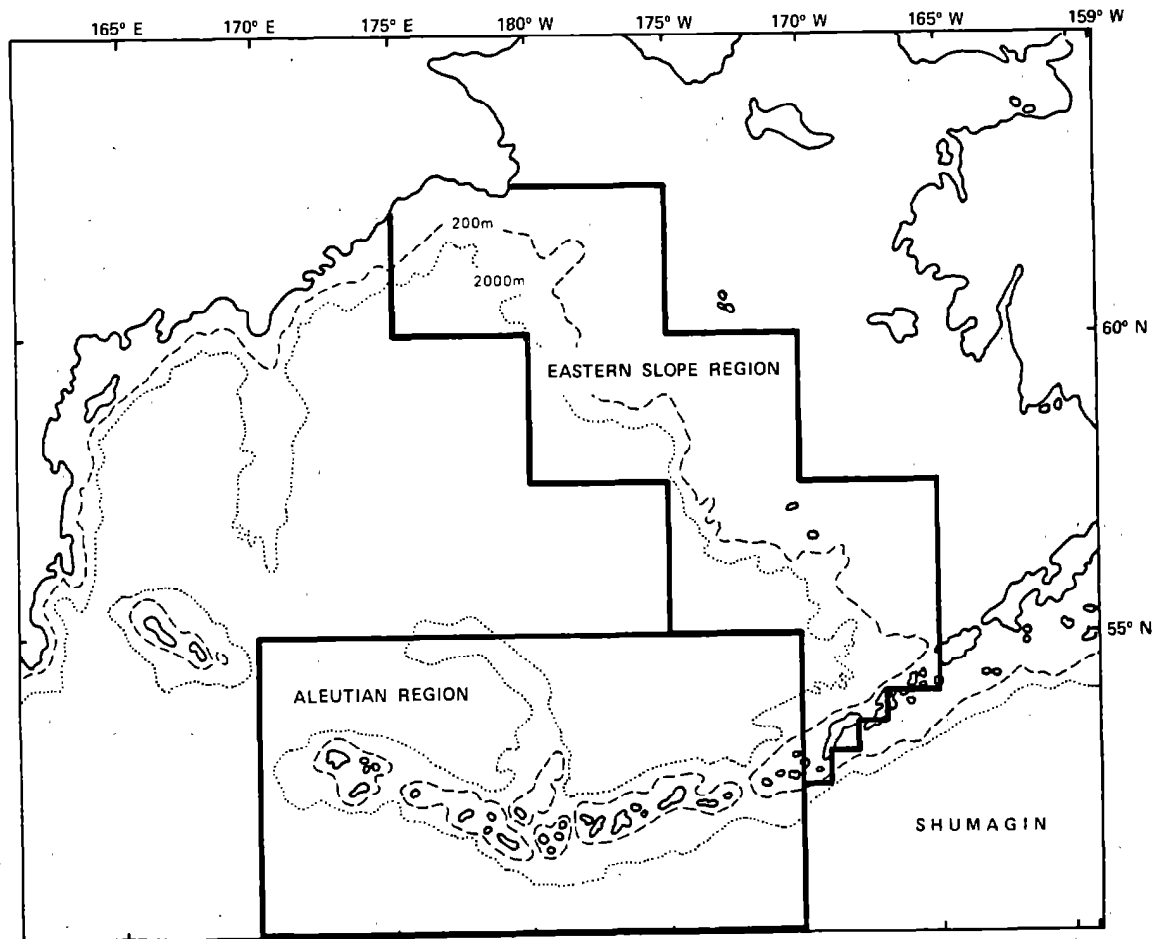 165° E 170° E 175° E 180° W 175° W 170° W 165° W 159° W
200m
2000m
60° N
EASTERN SLOPE REGION
55° N
ALEUTIAN REGION
SHUMAGIN